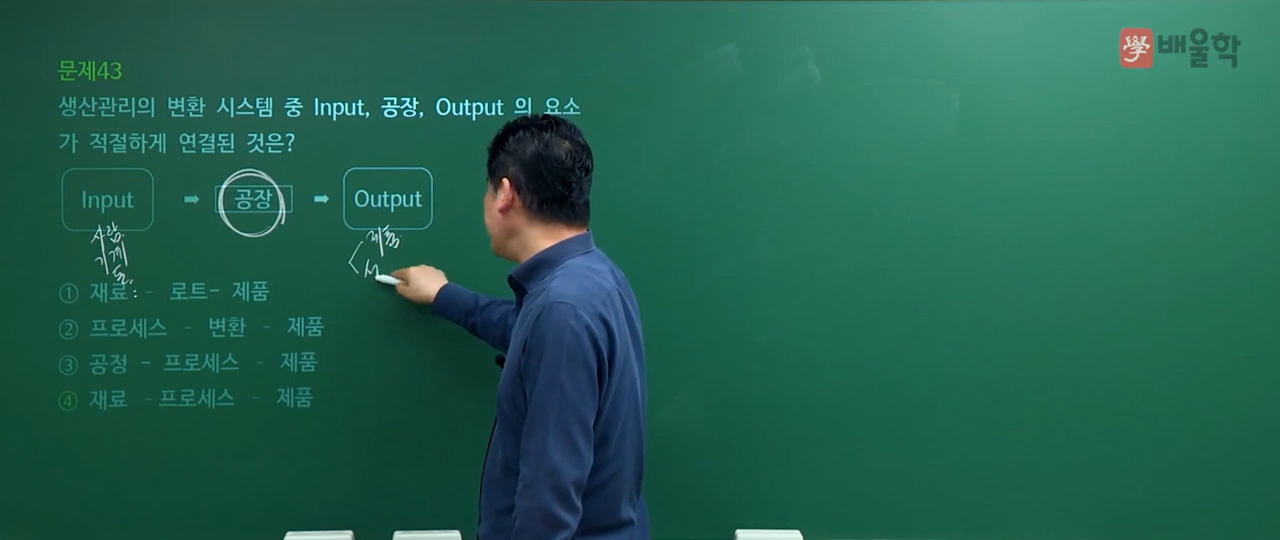 學 배울학
문제43
생산관리의 변환 시스템 중 Input, 공장, Output 의 요소
가 적절하게 연결된 것은?
Input ➡ 공장 ➡ Output
사람 제품
기계
① 재료 - 로트- 제품
② 프로세스 - 변환 - 제품
③ 공정 - 프로세스 - 제품
④ 재료 - 프로세스 - 제품